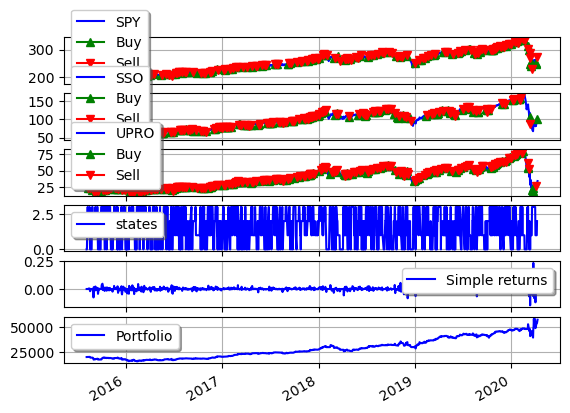 SPY
Buy
Sell
300
200
SSO
Buy
Sell
150
100
50
UPRO
Buy
Sell
75
50
25
2.5
0.0
states
0.25
0.00
Simple returns
50000
25000
Portfolio
2016
2017
2018
2019
2020